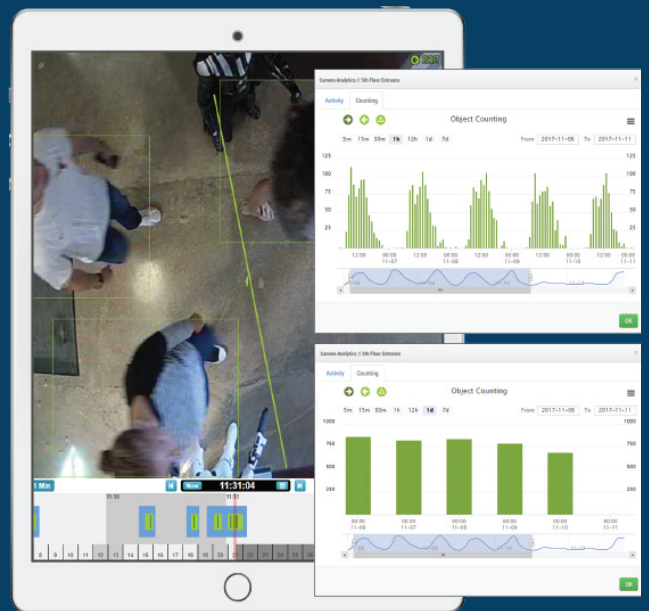 Camera Analytics // 5th Floor Entrance
x
Activity Counting
Object Counting
5m 15m 30m 1h 12h 1d 7d From 2017-11-06 To 2017-11-11
125 125
100 100
75 75
50 50
25 25
12:00 00:00 12:00 00:00 12:00 00:00 12:00 00:00 12:00 00:00
11-07 11-08 11-09 11-10 11-11
OK
Camera Analytics // 5th Floor Entrance
x
Activity Counting
Object Counting
5m 15m 30m 1h 12h 1d 7d From 2017-11-06 To 2017-11-11
1000 1000
750 750
500 500
250 250
00:00 00:00 00:00 00:00 00:00 00:00
11-06 11-07 11-08 11-09 11-10 11-11
OK
1 Min Now 11:31:04
11:30 11:31
8 9 10 11 12 13 14 15 16 17 18 19 20 21 22 23 24 25 26